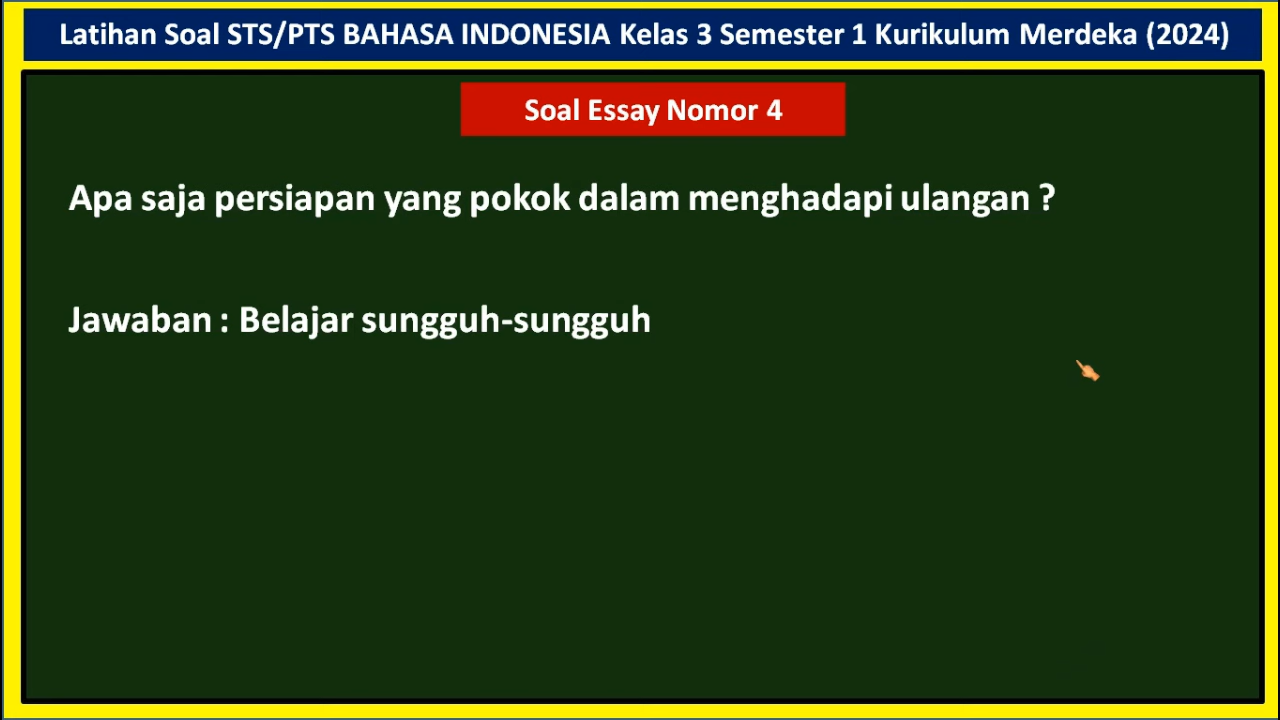 Latihan Soal STS/PTS BAHASA INDONESIA Kelas 3 Semester 1 Kurikulum Merdeka (2024)
Soal Essay Nomor 4
Apa saja persiapan yang pokok dalam menghadapi ulangan ?
Jawaban : Belajar sungguh-sungguh